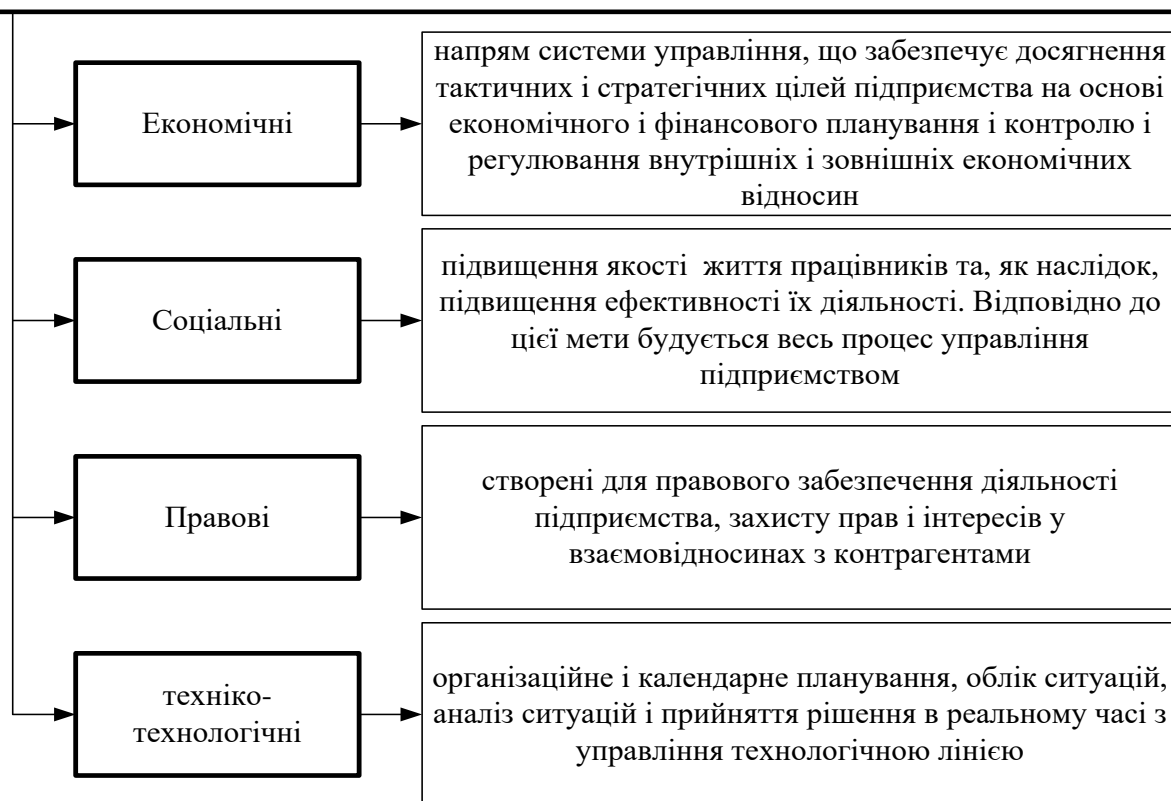 Економічні
напрям системи управління, що забезпечує досягнення
тактичних і стратегічних цілей підприємства на основі
економічного і фінансового планування і контролю і
регулювання внутрішніх і зовнішніх економічних
відносин
Соціальні
підвищення якості  життя працівників та, як наслідок,
підвищення ефективності їх діяльності. Відповідно до
цієї мети будується весь процес управління
підприємством
Правові
створені для правового забезпечення діяльності
підприємства, захисту прав і інтересів у
взаємовідносинах з контрагентами
техніко-
технологічні
організаційне і календарне планування, облік ситуацій,
аналіз ситуацій і прийняття рішення в реальному часі з
управління технологічною лінією